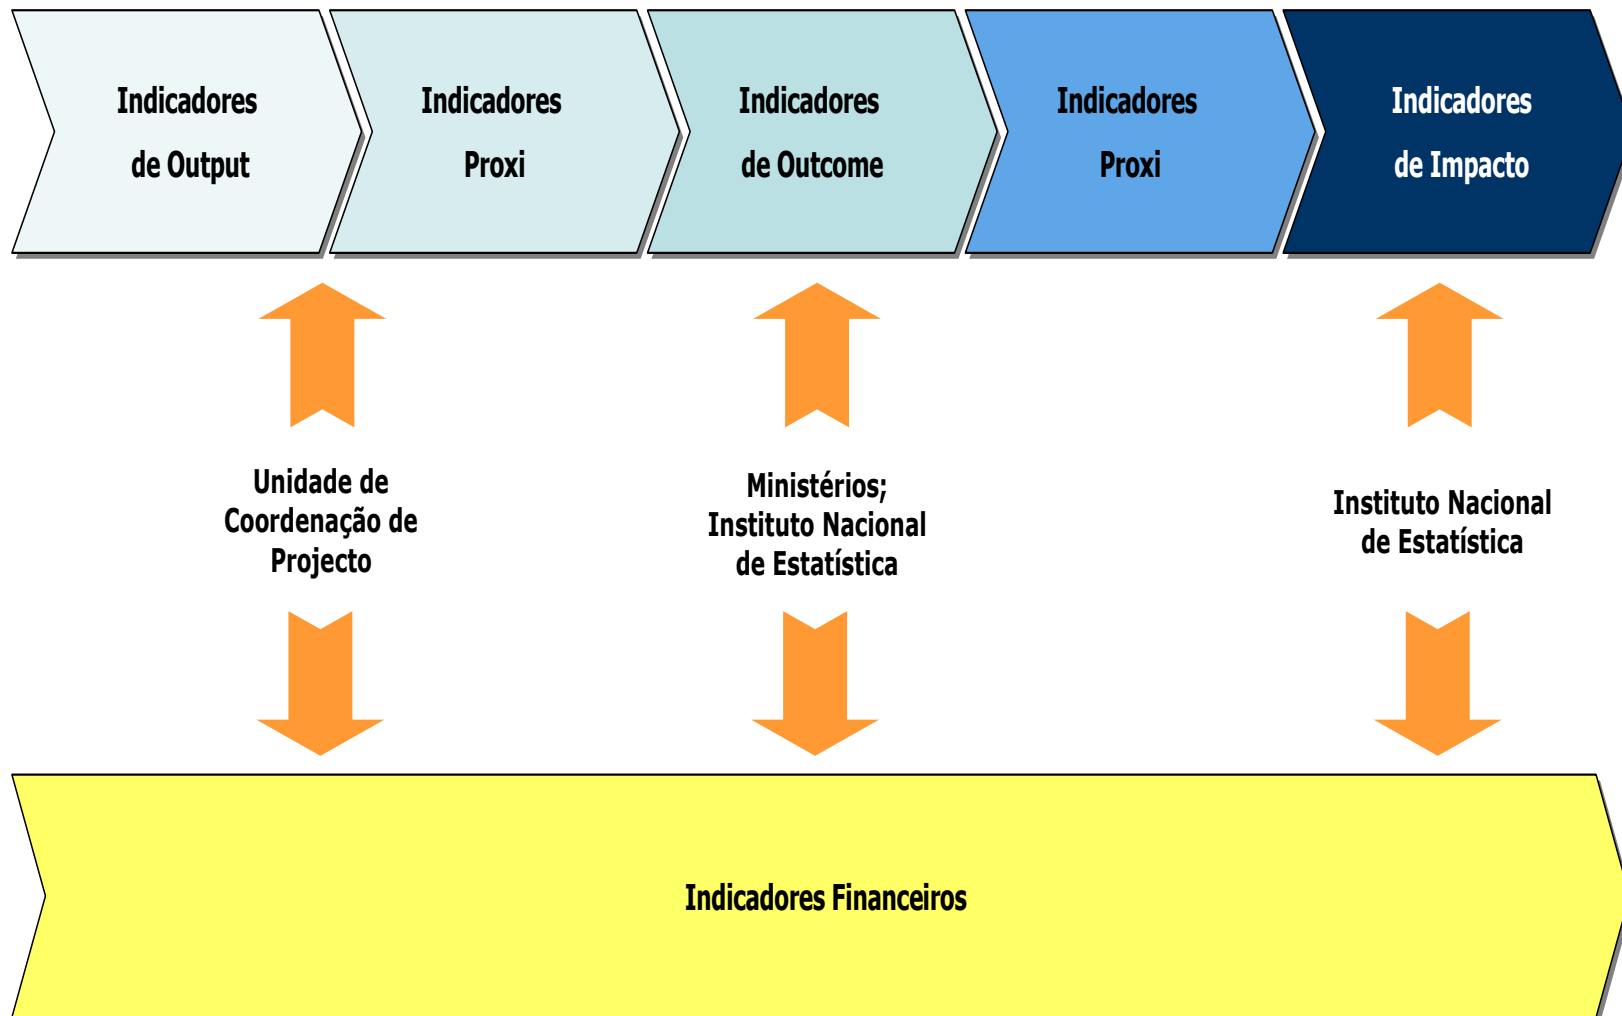 Indicadores
de Output
Indicadores
Proxi
Indicadores
de Outcome
Indicadores
Proxi
Indicadores
de Impacto
Unidade de
Coordenação de
Projecto
Ministérios;
Instituto Nacional
de Estatística
Instituto Nacional
de Estatística
Indicadores Financeiros